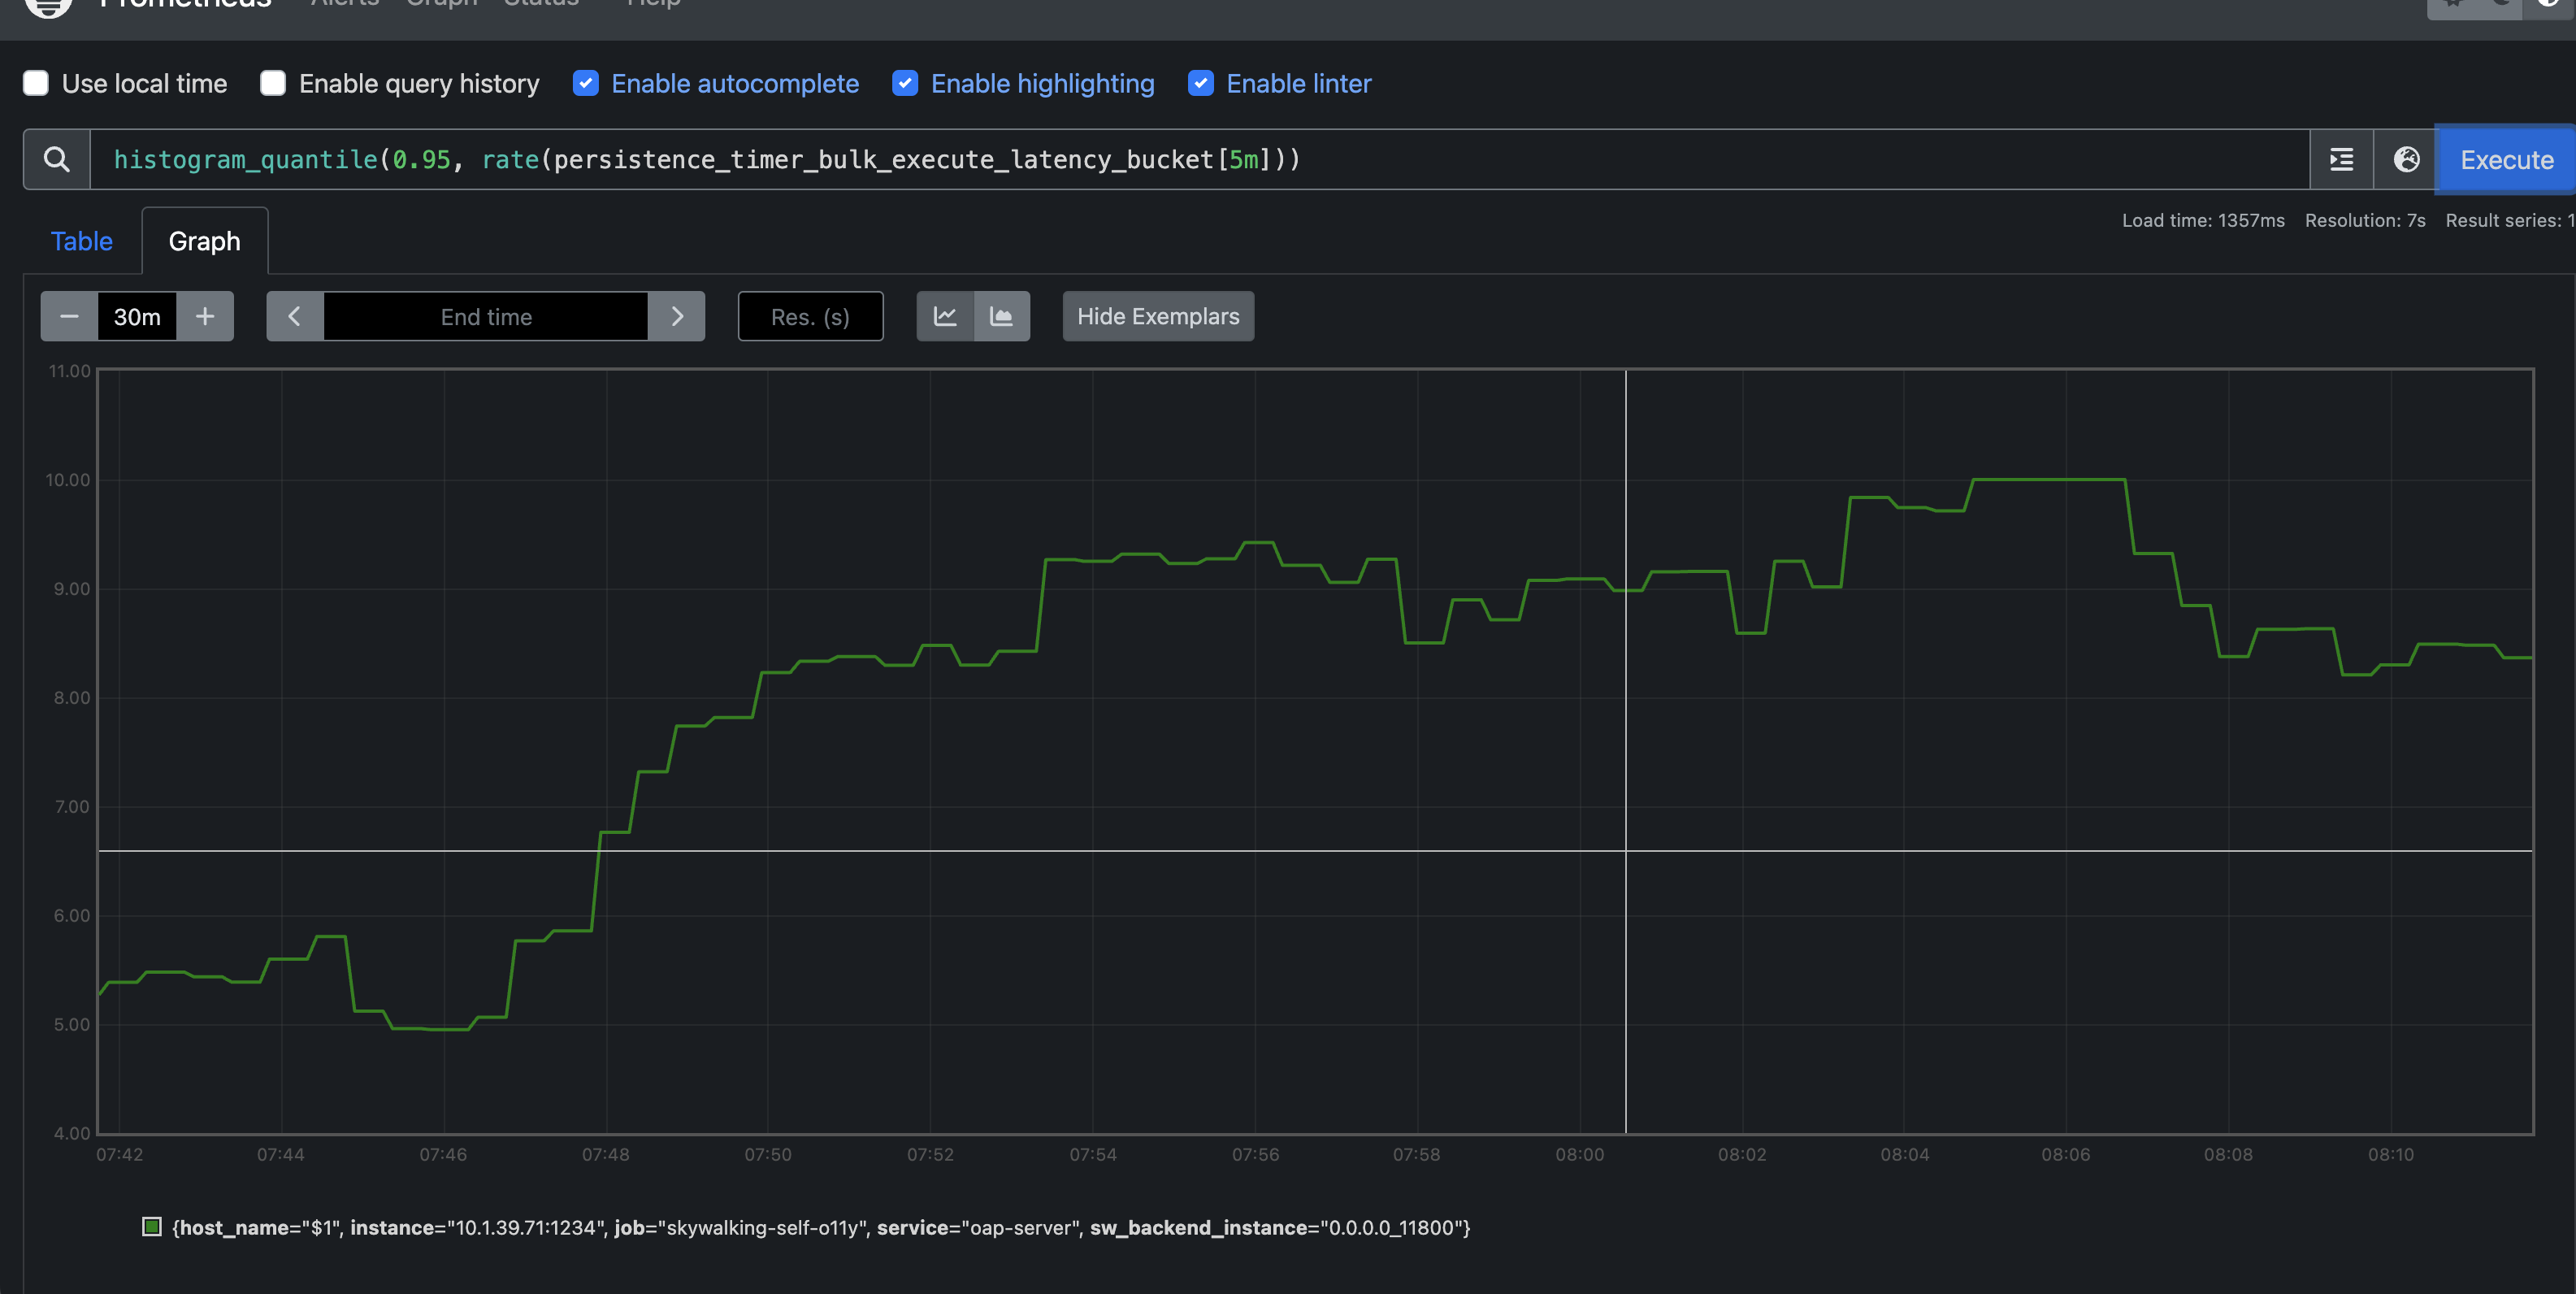 Prometheus Alerts Graph Status Help
Use local time Enable query history Enable autocomplete Enable highlighting Enable linter
histogram_quantile(0.95, rate(persistence_timer_bulk_execute_latency_bucket[5m]))
Execute
Table Graph
Load time: 1357ms Resolution: 7s Result series: 1
30m End time Res. (s) Hide Exemplars
11.00
10.00
9.00
8.00
7.00
6.00
5.00
4.00
07:42 07:44 07:46 07:48 07:50 07:52 07:54 07:56 07:58 08:00 08:02 08:04 08:06 08:08 08:10
{host_name="$1", instance="10.1.39.71:1234", job="skywalking-self-o11y", service="oap-server", sw_backend_instance="0.0.0.0_11800"}